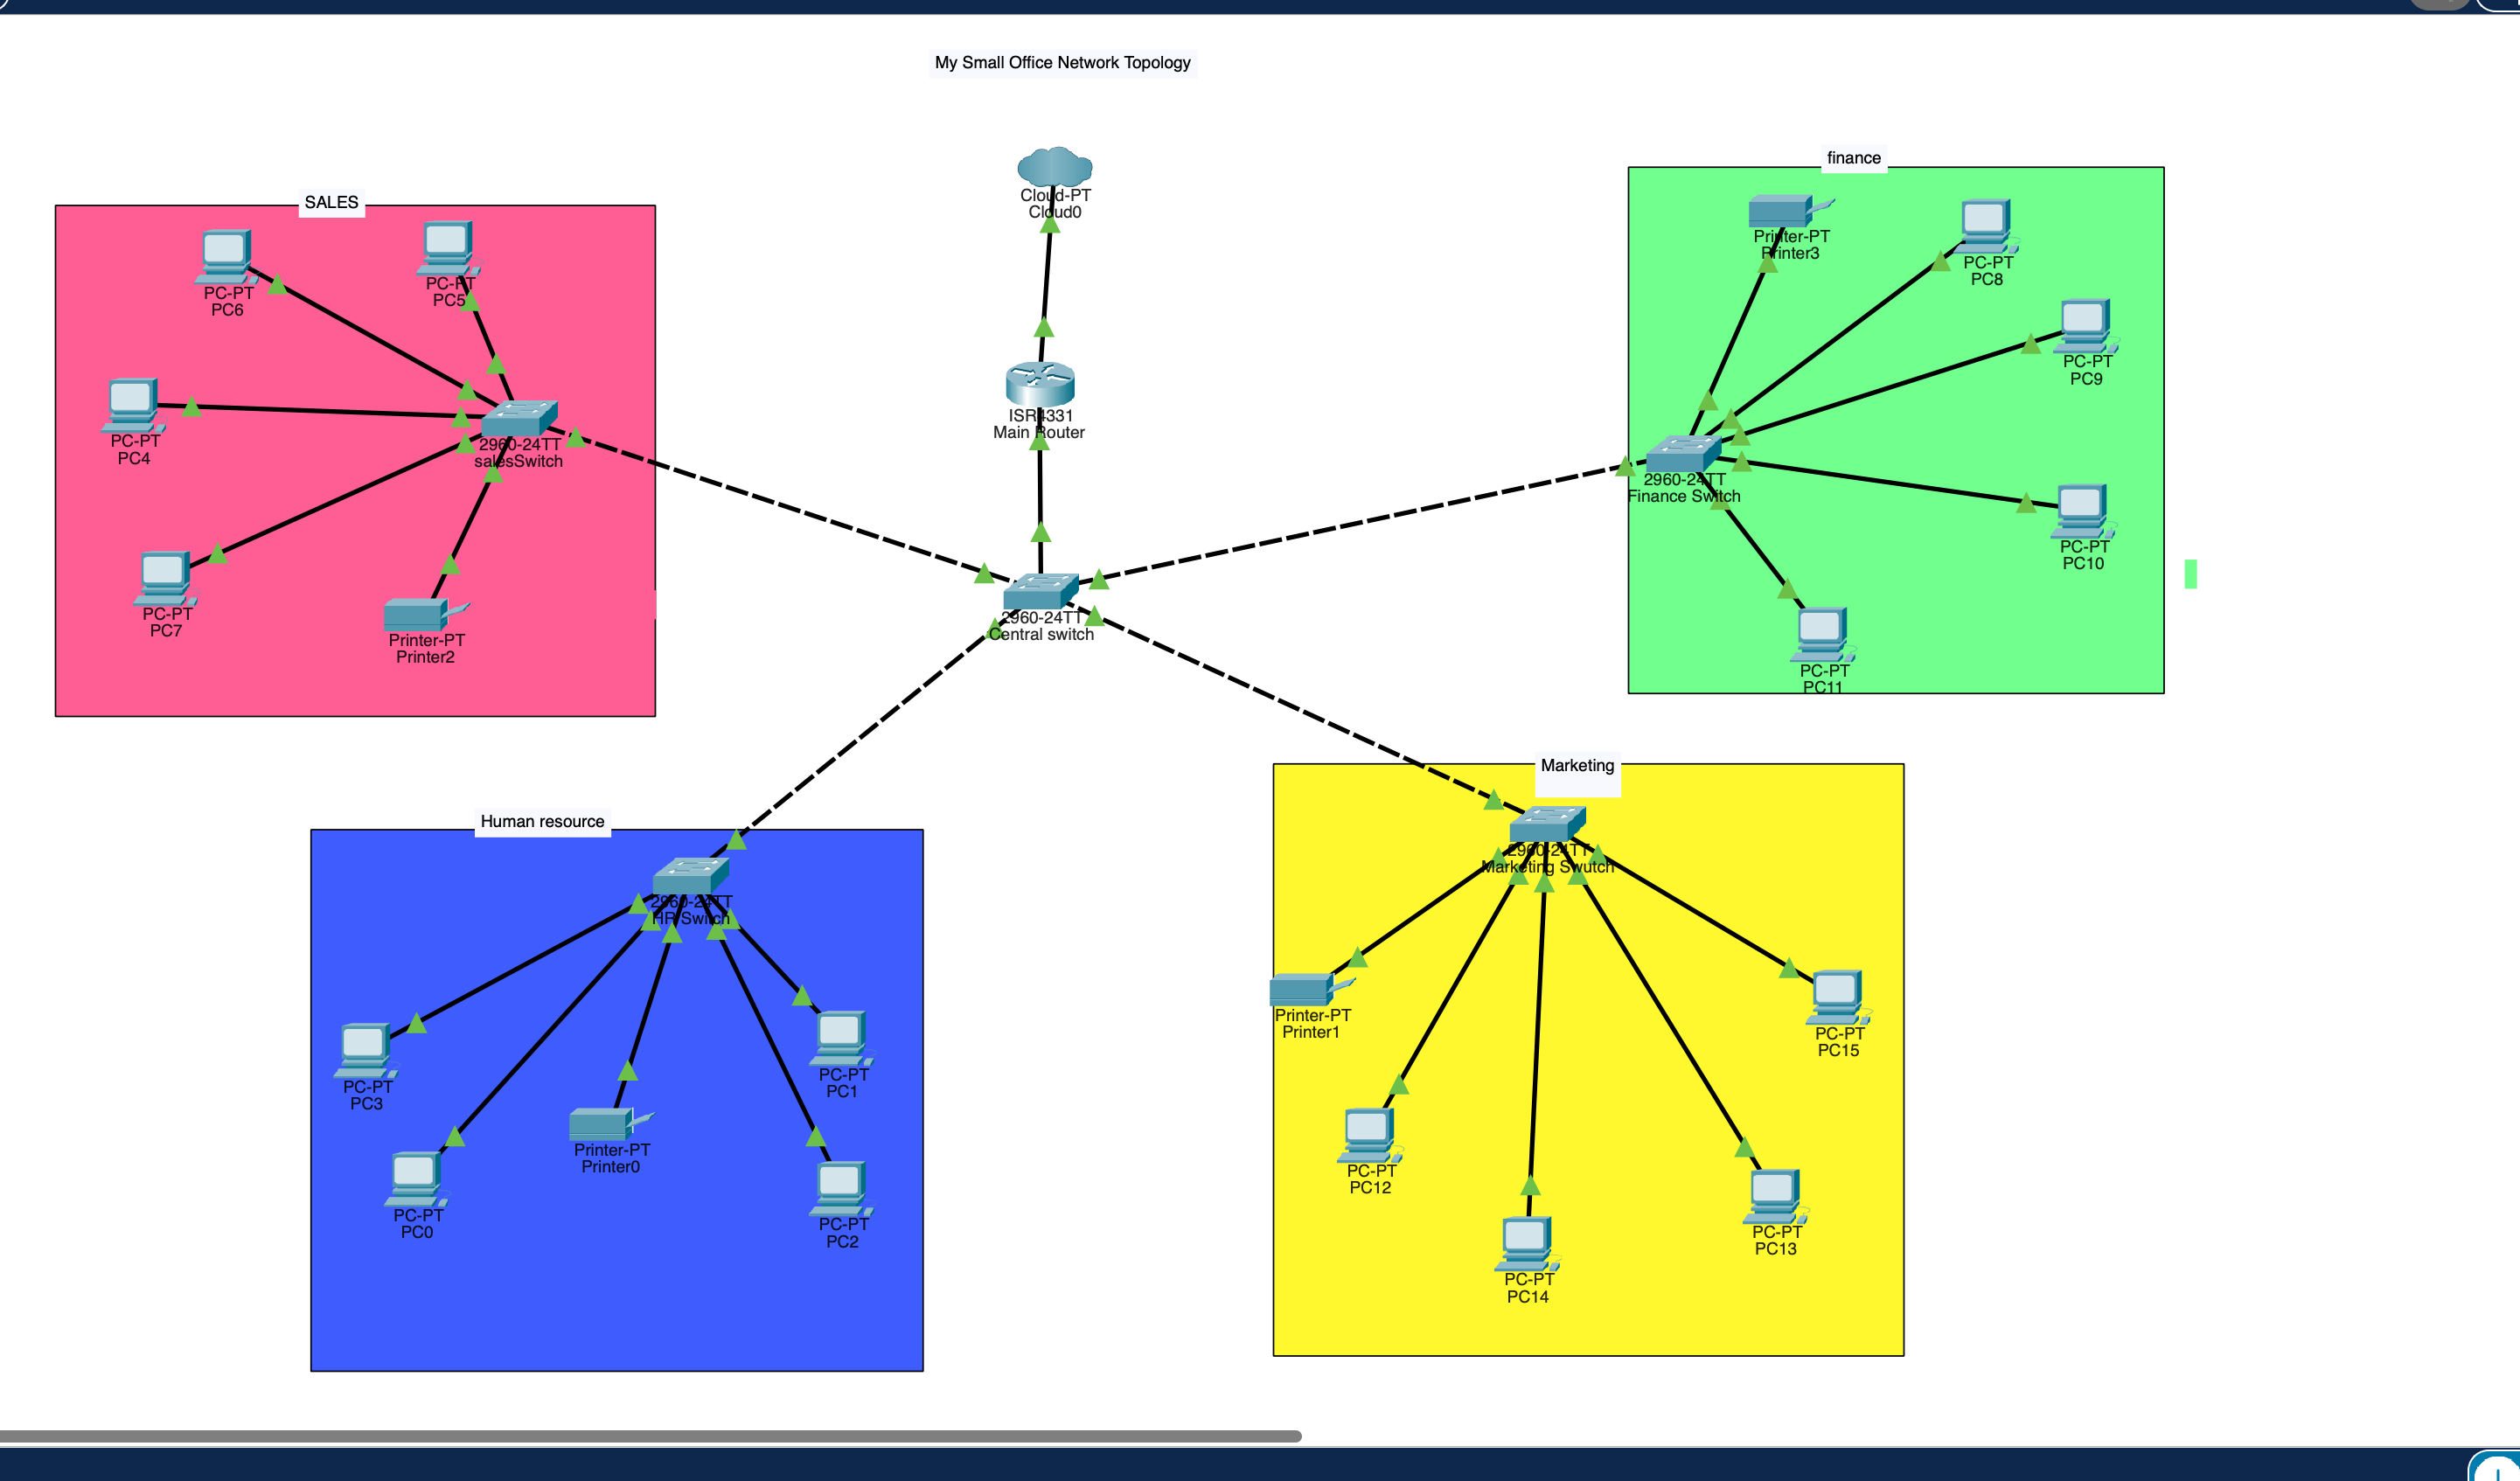 My Small Office Network Topology
Cloud-PT
Cloud0
ISR4331
Main Router
2960-24TT
Central switch
SALES
PC-PT
PC6
PC-PT
PC5
PC-PT
PC4
2960-24TT
salesSwitch
PC-PT
PC7
Printer-PT
Printer2
finance
Printer-PT
Printer3
PC-PT
PC8
PC-PT
PC9
2960-24TT
Finance Switch
PC-PT
PC10
PC-PT
PC11
Human resource
2960-24TT
HR Switch
PC-PT
PC3
PC-PT
PC1
Printer-PT
Printer0
PC-PT
PC0
PC-PT
PC2
Marketing
2960-24TT
Marketing Swutch
Printer-PT
Printer1
PC-PT
PC15
PC-PT
PC12
PC-PT
PC13
PC-PT
PC14